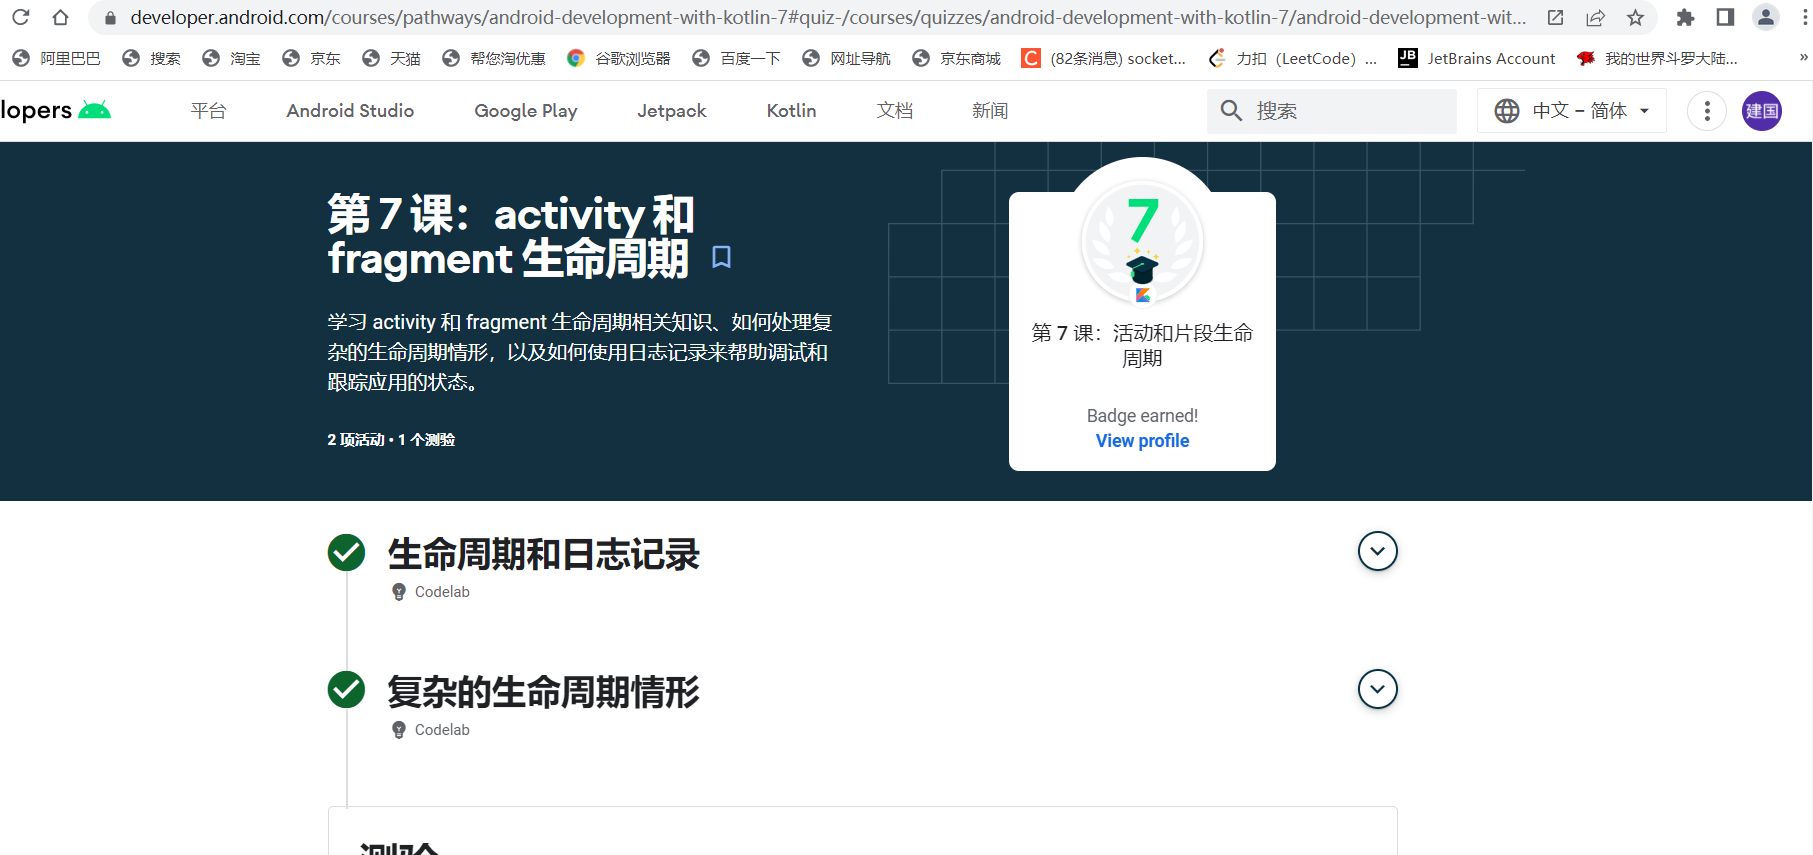 developer.android.com/courses/pathways/android-development-with-kotlin-7#quiz-/courses/quizzes/android-development-with-kotlin-7/android-development-wit...
阿里巴巴 搜索 淘宝 京东 天猫 帮您淘优惠 谷歌浏览器 百度一下 网址导航 京东商城 C (82条消息) socket... 力扣 (LeetCode) ... JB JetBrains Account 我的世界斗罗大陆... »
lopers 平台 Android Studio Google Play Jetpack Kotlin 文档 新闻 搜索 中文 – 简体 建国
第 7 课：activity 和
fragment 生命周期
学习 activity 和 fragment 生命周期相关知识、如何处理复
杂的生命周期情形，以及如何使用日志记录来帮助调试和
跟踪应用的状态。
2 项活动 • 1 个测验
7
第 7 课：活动和片段生命
周期
Badge earned!
View profile
生命周期和日志记录
Codelab
复杂的生命周期情形
Codelab
测验